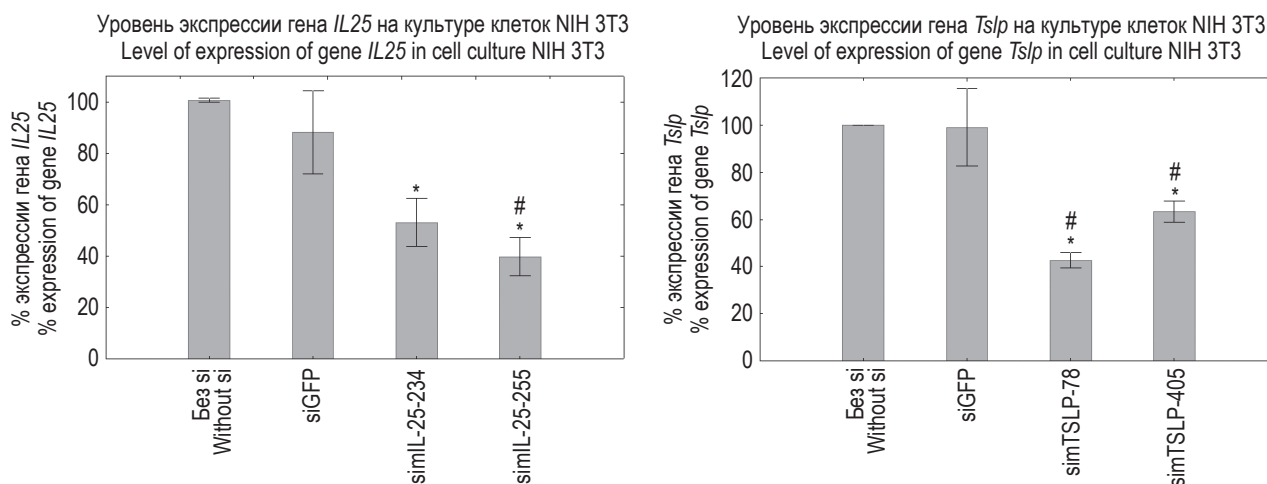 Уровень экспрессии гена IL25 на культуре клеток NIH 3T3
Level of expression of gene IL25 in cell culture NIH 3T3
% экспрессии гена IL25
% expression of gene IL25
100
80
60
40
20
0
*
#
*
Без si
Without si
siGFP
simIL-25-234
simIL-25-255
Уровень экспрессии гена Tslp на культуре клеток NIH 3T3
Level of expression of gene Tslp in cell culture NIH 3T3
% экспрессии гена Tslp
% expression of gene Tslp
120
100
80
60
40
20
0
#
*
#
*
Без si
Without si
siGFP
simTSLP-78
simTSLP-405